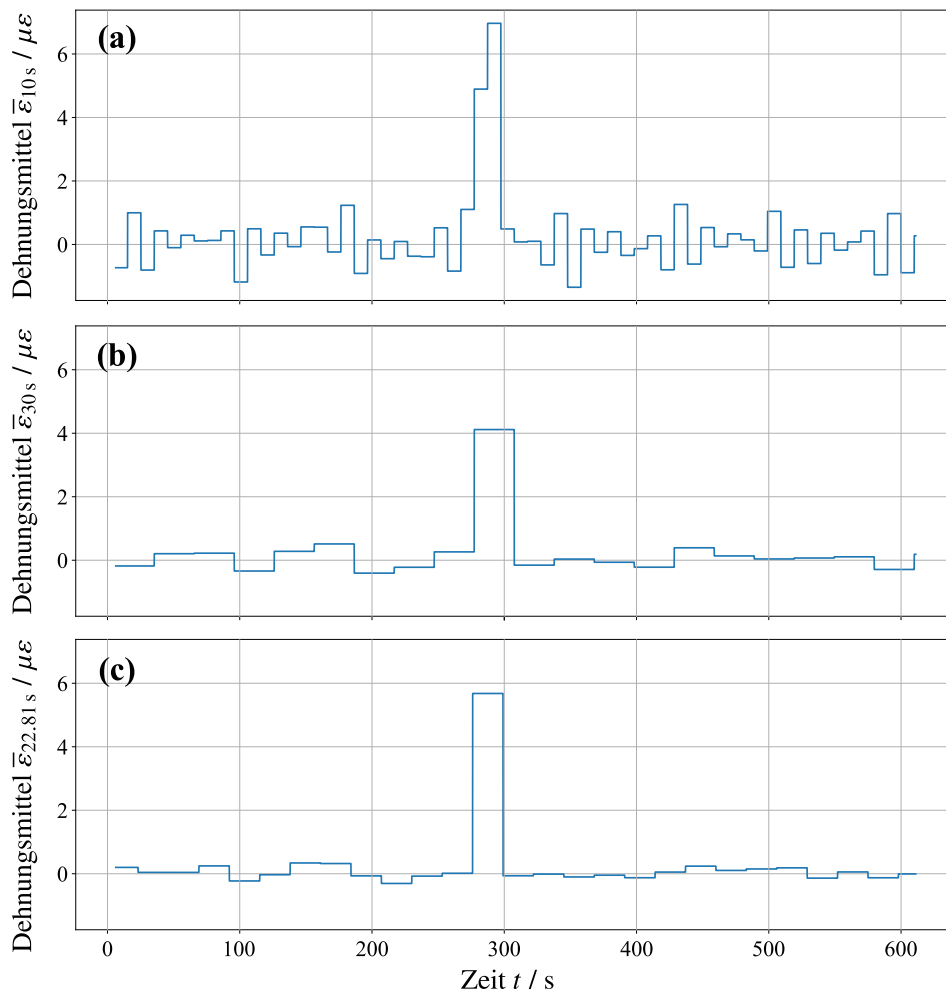 (a)
Dehnungsmittel ε̅₁₀ ₛ / με
6
4
2
0
(b)
Dehnungsmittel ε̅₃₀ ₛ / με
6
4
2
0
(c)
Dehnungsmittel ε̅₂₂.₈₁ ₛ / με
6
4
2
0
0 100 200 300 400 500 600
Zeit t / s